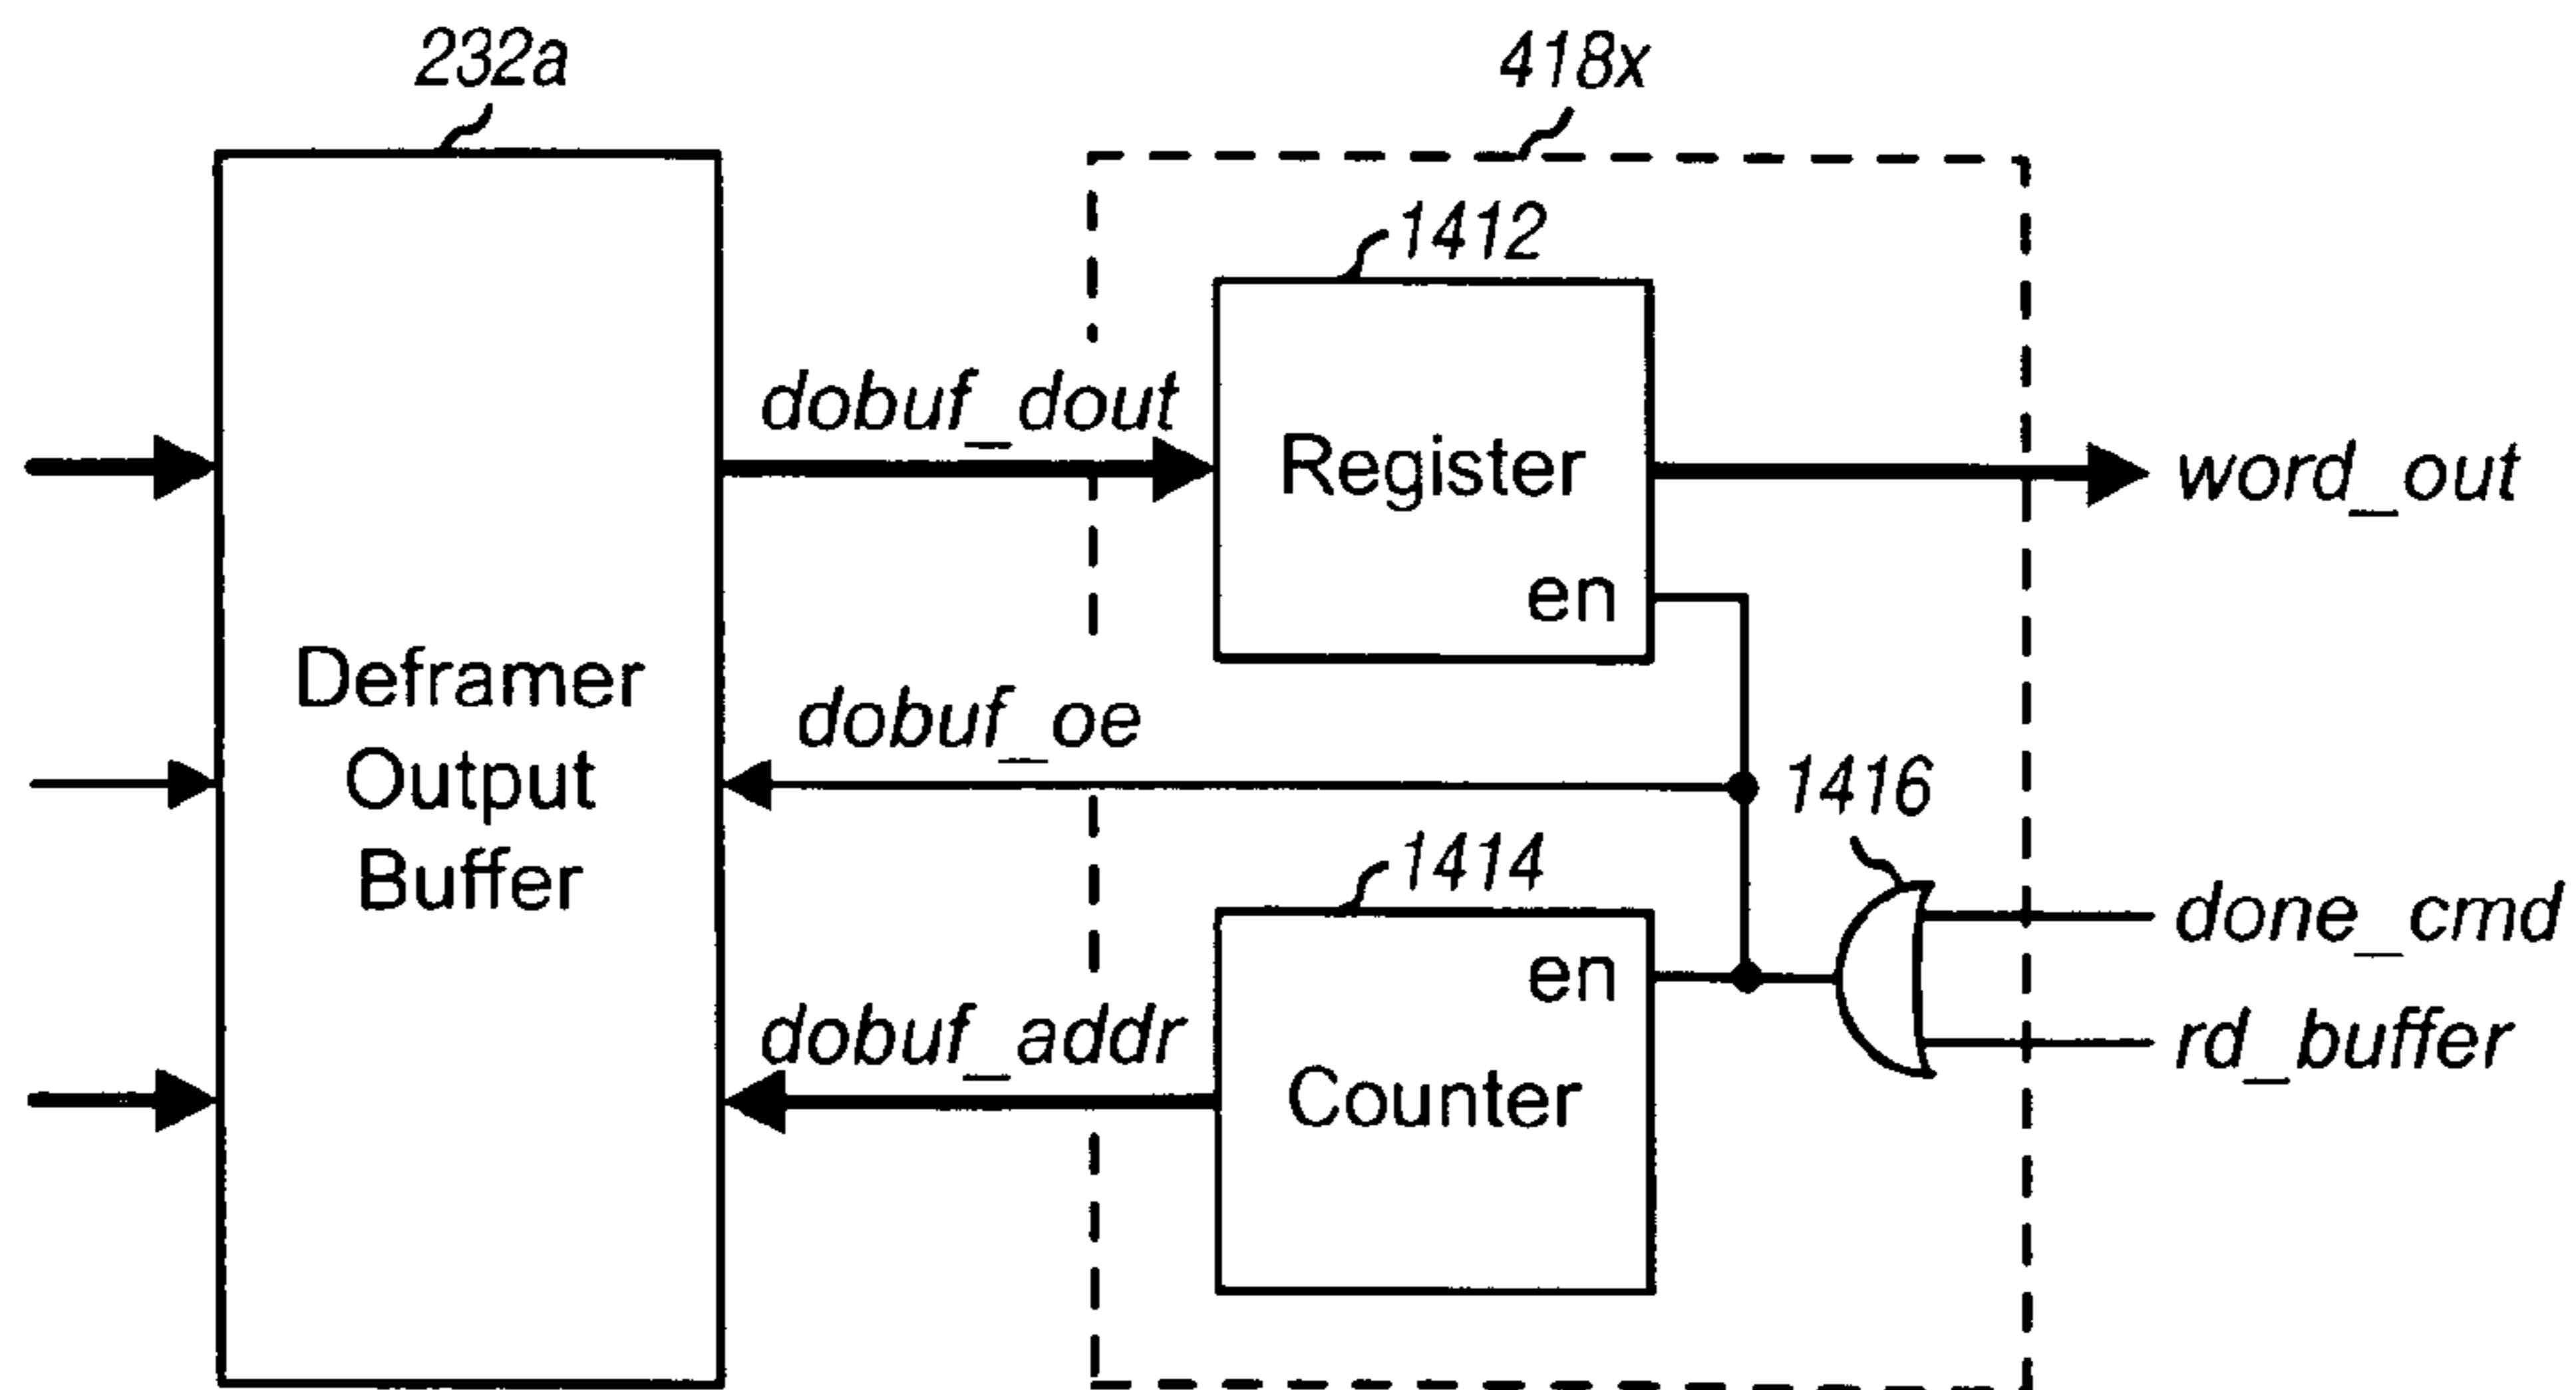 232a
418x
1412
dobuf_dout
Register
word_out
en
Deframer
Output
Buffer
dobuf_oe
1416
1414
done_cmd
en
dobuf_addr
rd_buffer
Counter